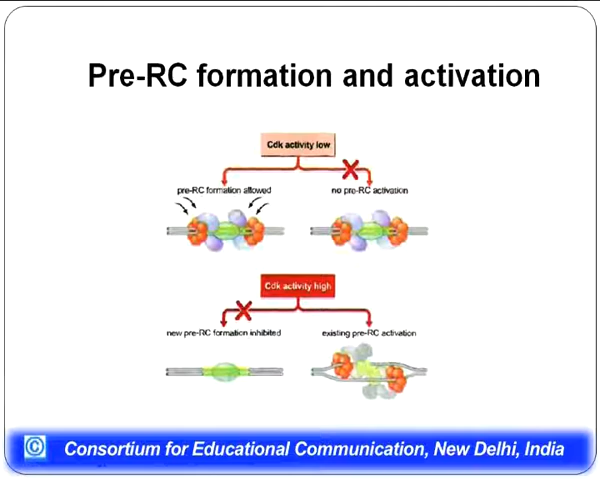 Pre-RC formation and activation
Cdk activity low
pre-RC formation allowed
no pre-RC activation
Cdk activity high
new pre-RC formation inhibited
existing pre-RC activation
© Consortium for Educational Communication, New Delhi, India